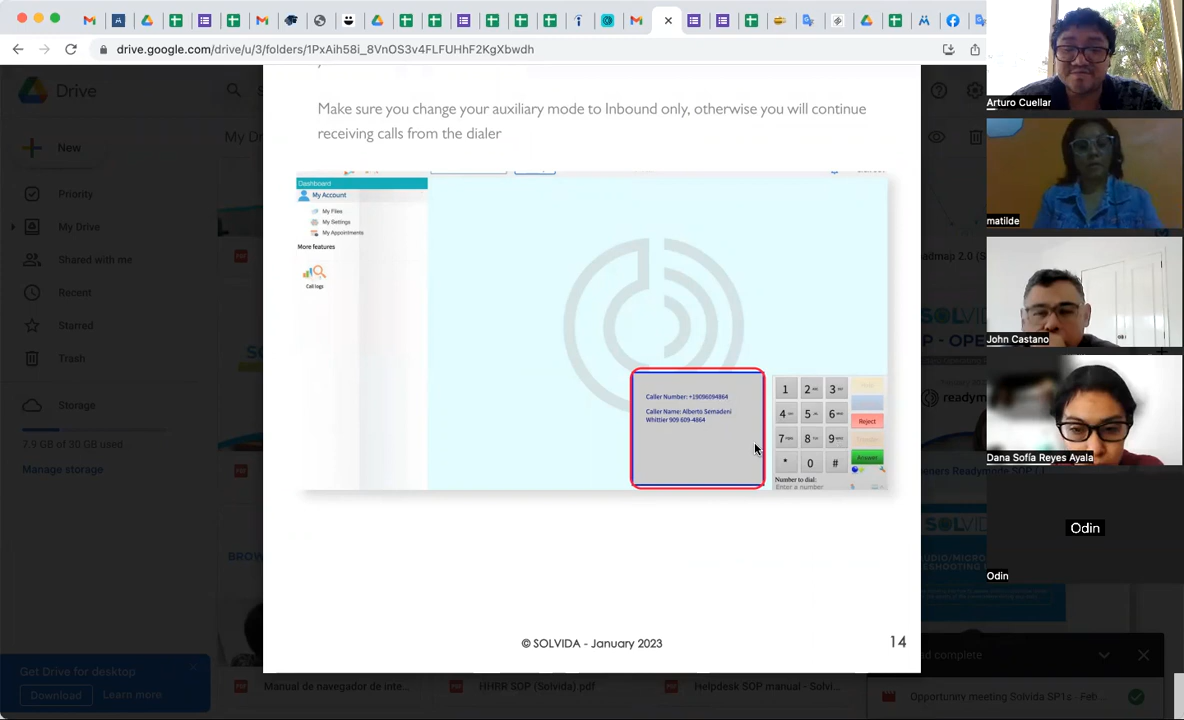 drive.google.com/drive/u/3/folders/1PxAih58i_8VnOS3v4FLFUHhF2KgXbwdh
Drive
New
Priority
My Drive
Shared with me
Recent
Starred
Trash
Storage
7.9 GB of 30 GB used
Manage storage
Get Drive for desktop
Download
Learn more
My D
Make sure you change your auxiliary mode to Inbound only, otherwise you will continue
receiving calls from the dialer
Dashboard
My Account
My Files
My Settings
My Appointments
More features
Call logs
Caller Number: +19096094864
Caller Name: Alberto Semadeni
Whittier 909 609-4864
1 2 3
4 5 6
7 8 9
* 0 #
Reject
Answer
Number to dial:
Enter a number
© SOLVIDA - January 2023
14
Manual de navegador de inte...
HHRR SOP (Solvida).pdf
Helpdesk SOP manual - Solvi...
Opportunity meeting Solvida SP1.s - Feb ...
Arturo Cuellar
matilde
John Castano
Dana Sofía Reyes Ayala
Odin
Odin